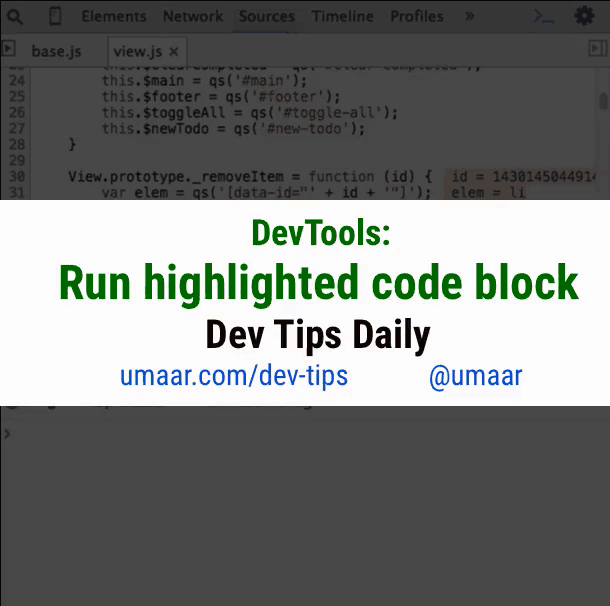 Elements Network Sources Timeline Profiles »
base.js view.js ×
24 this.$main = qs('#main');
25 this.$footer = qs('#footer');
26 this.$toggleAll = qs('#toggle-all');
27 this.$newTodo = qs('#new-todo');
28 }
29
30 View.prototype._removeItem = function (id) { id = 1430145044914
31 var elem = qs('[data-id="' + id + '"]'); elem = li
DevTools:
Run highlighted code block
Dev Tips Daily
umaar.com/dev-tips @umaar
>